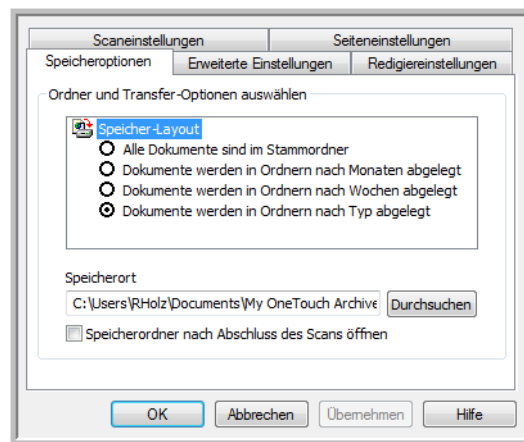 Scaneinstellungen Seiteneinstellungen
Speicheroptionen Erweiterte Einstellungen Redigiereinstellungen
Ordner und Transfer-Optionen auswählen
Speicher-Layout
Alle Dokumente sind im Stammordner
Dokumente werden in Ordnern nach Monaten abgelegt
Dokumente werden in Ordnern nach Wochen abgelegt
Dokumente werden in Ordnern nach Typ abgelegt
Speicherort
C:\Users\RHolz\Documents\My OneTouch Archive Durchsuchen
Speicherordner nach Abschluss des Scans öffnen
OK Abbrechen Übernehmen Hilfe